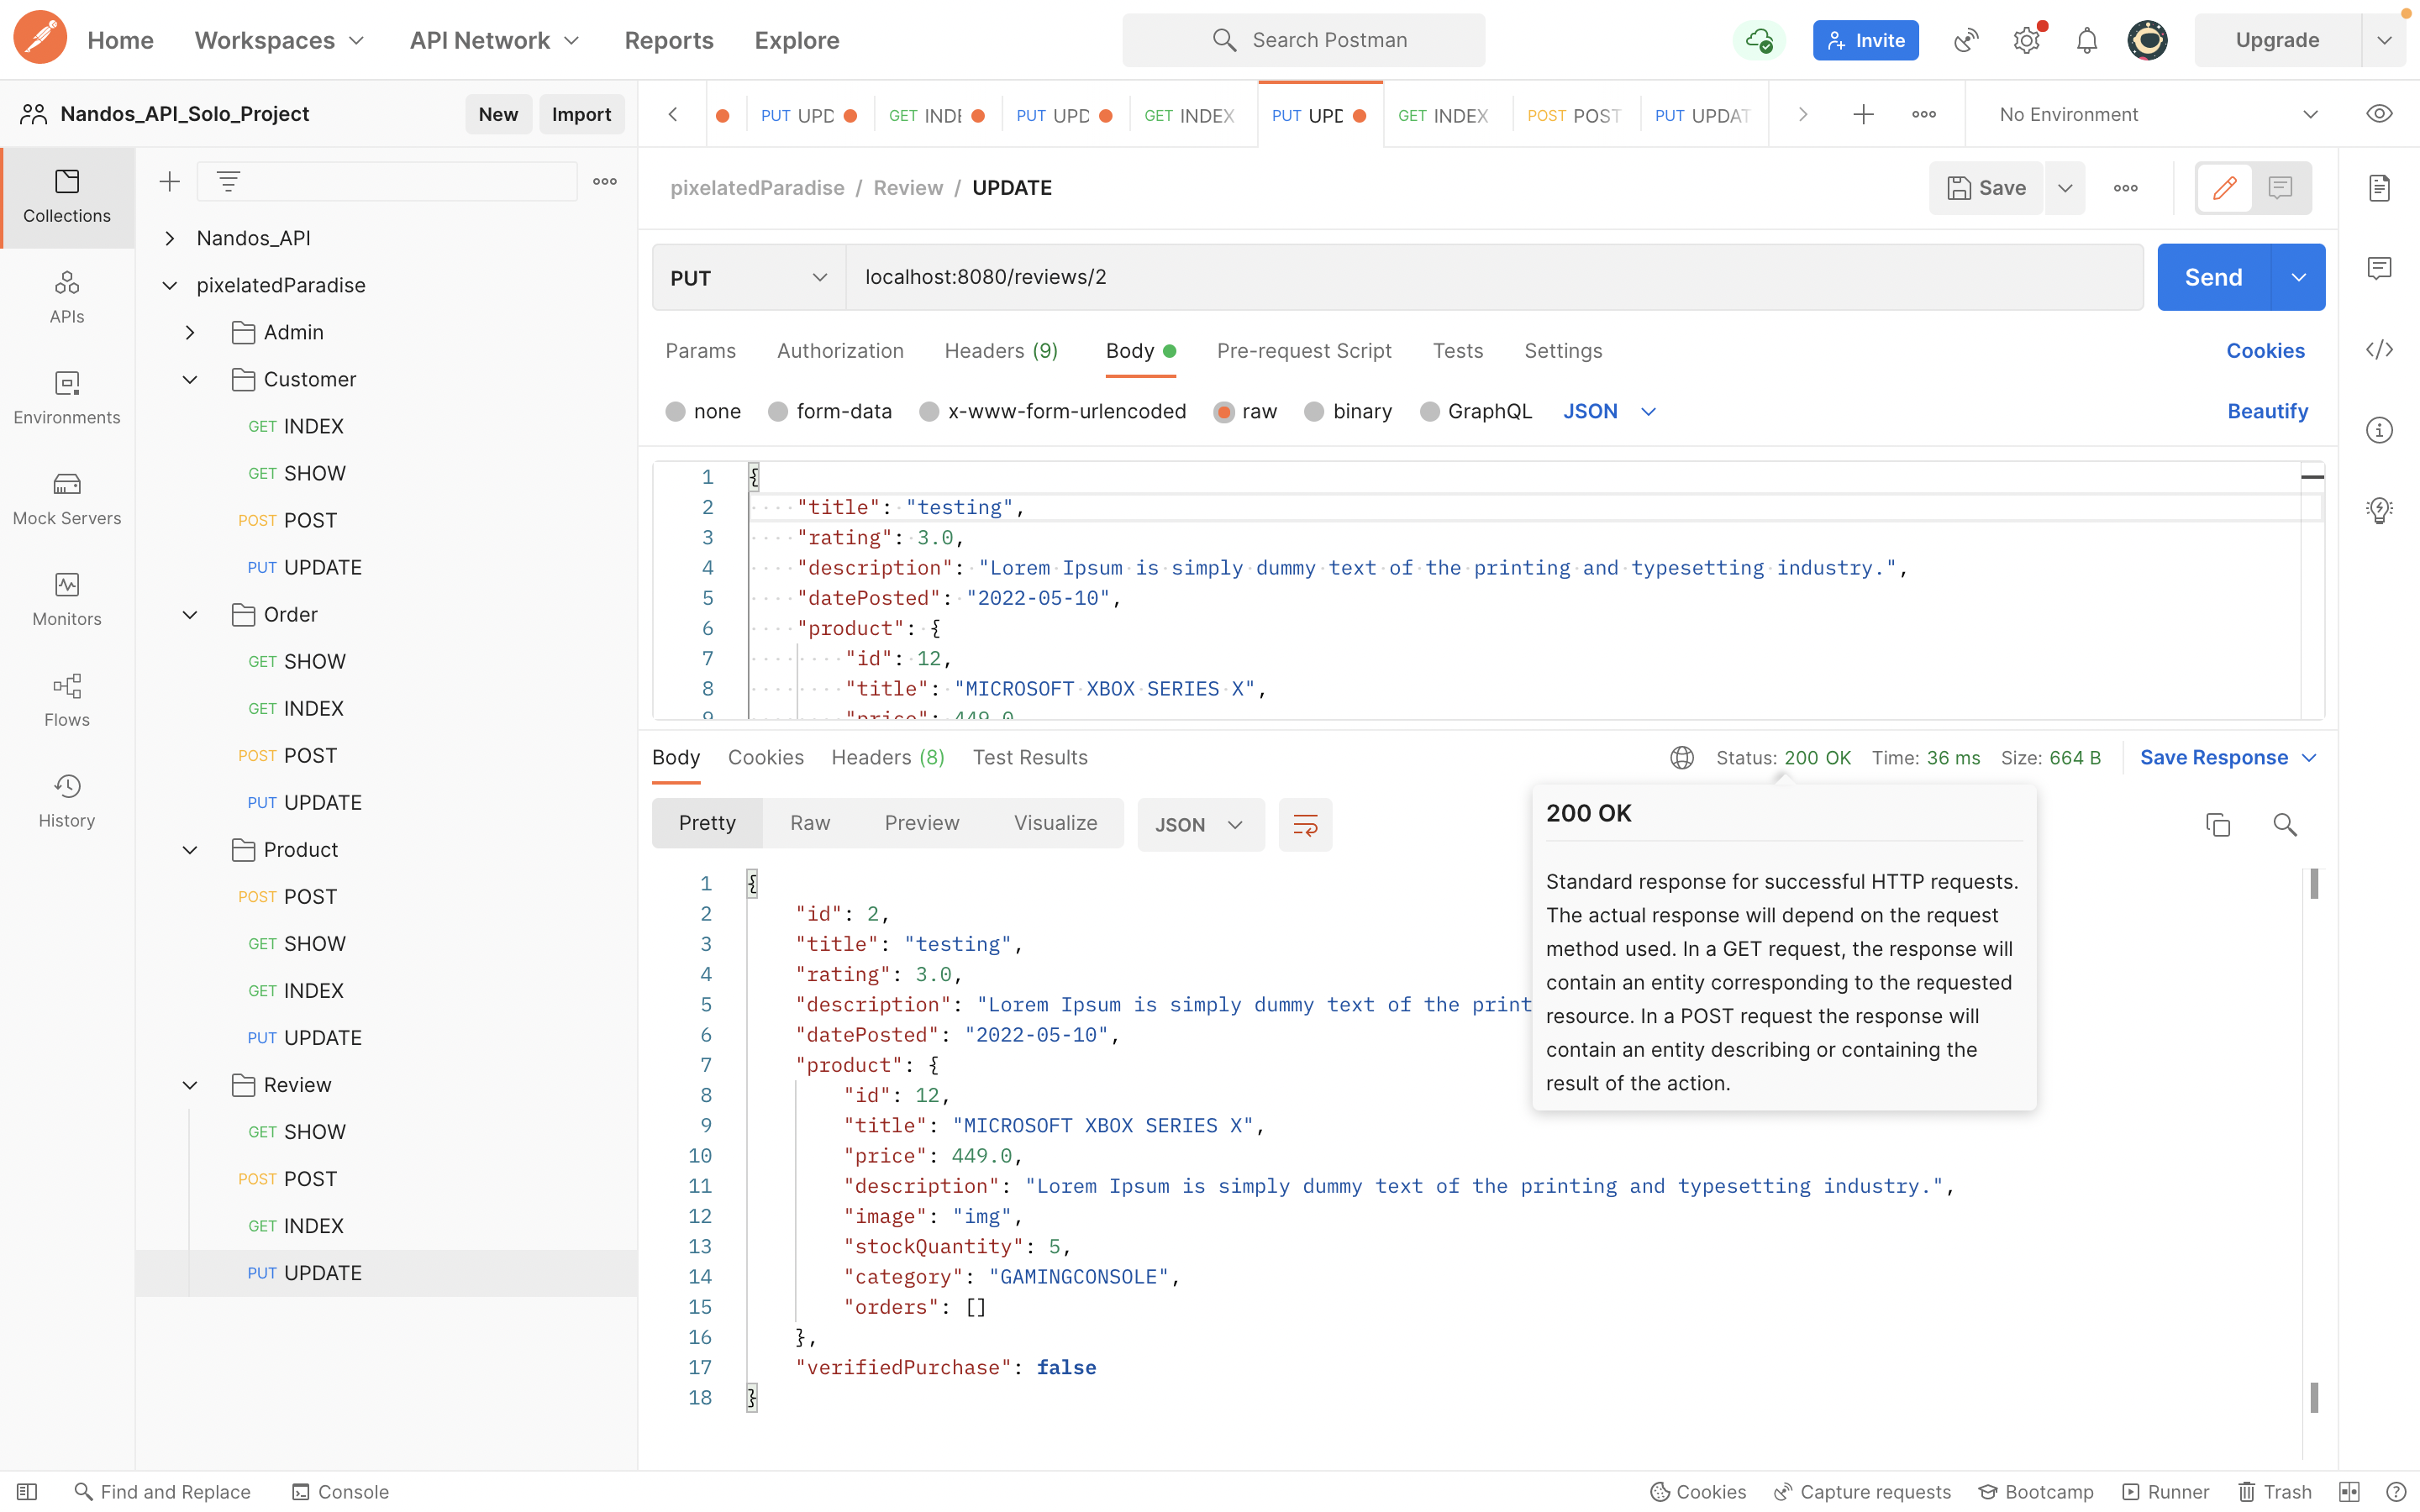 Home Workspaces API Network Reports Explore Search Postman Invite Upgrade
Nandos_API_Solo_Project New Import
PUT UPD GET INDE PUT UPD GET INDEX PUT UPD GET INDEX POST POST PUT UPDAT No Environment
Collections
APIs
Environments
Mock Servers
Monitors
Flows
History
Nandos_API
pixelatedParadise
Admin
Customer
GET INDEX
GET SHOW
POST POST
PUT UPDATE
Order
GET SHOW
GET INDEX
POST POST
PUT UPDATE
Product
POST POST
GET SHOW
GET INDEX
PUT UPDATE
Review
GET SHOW
POST POST
GET INDEX
PUT UPDATE
pixelatedParadise / Review / UPDATE Save
PUT localhost:8080/reviews/2 Send
Params Authorization Headers (9) Body Pre-request Script Tests Settings Cookies
none form-data x-www-form-urlencoded raw binary GraphQL JSON Beautify
1 {
2 "title": "testing",
3 "rating": 3.0,
4 "description": "Lorem Ipsum is simply dummy text of the printing and typesetting industry.",
5 "datePosted": "2022-05-10",
6 "product": {
7 "id": 12,
8 "title": "MICROSOFT XBOX SERIES X",
9 "price": 449.0
Body Cookies Headers (8) Test Results Status: 200 OK Time: 36 ms Size: 664 B Save Response
Pretty Raw Preview Visualize JSON
200 OK
Standard response for successful HTTP requests.
The actual response will depend on the request
method used. In a GET request, the response will
contain an entity corresponding to the requested
resource. In a POST request the response will
contain an entity describing or containing the
result of the action.
1 {
2 "id": 2,
3 "title": "testing",
4 "rating": 3.0,
5 "description": "Lorem Ipsum is simply dummy text of the print
6 "datePosted": "2022-05-10",
7 "product": {
8 "id": 12,
9 "title": "MICROSOFT XBOX SERIES X",
10 "price": 449.0,
11 "description": "Lorem Ipsum is simply dummy text of the printing and typesetting industry.",
12 "image": "img",
13 "stockQuantity": 5,
14 "category": "GAMINGCONSOLE",
15 "orders": []
16 },
17 "verifiedPurchase": false
18 }
Find and Replace Console Cookies Capture requests Bootcamp Runner Trash